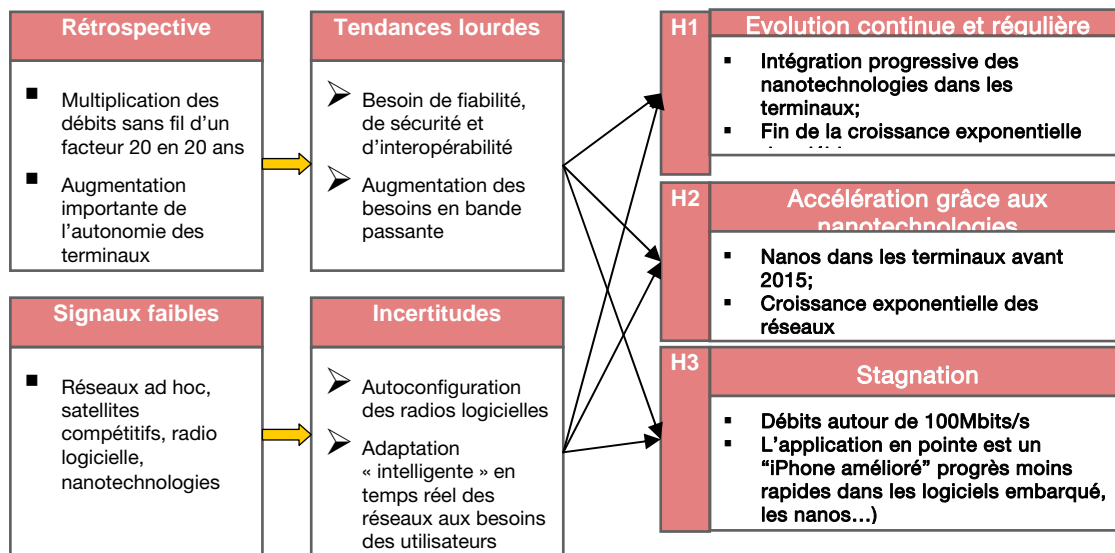 Rétrospective
■ Multiplication des
débits sans fil d’un
facteur 20 en 20 ans
■ Augmentation
importante de
l’autonomie des
terminaux
Tendances lourdes
➢ Besoin de fiabilité,
de sécurité et
d’interopérabilité
➢ Augmentation des
besoins en bande
passante
Signaux faibles
■ Réseaux ad hoc,
satellites
compétitifs, radio
logicielle,
nanotechnologies
Incertitudes
➢ Autoconfiguration
des radios logicielles
➢ Adaptation
« intelligente » en
temps réel des
réseaux aux besoins
des utilisateurs
H1
Evolution continue et régulière
▪ Intégration progressive des
nanotechnologies dans les
terminaux;
▪ Fin de la croissance exponentielle
H2
Accélération grâce aux
nanotechnologies
▪ Nanos dans les terminaux avant
2015;
▪ Croissance exponentielle des
réseaux
H3
Stagnation
▪ Débits autour de 100Mbits/s
▪ L’application en pointe est un
“iPhone amélioré” progrès moins
rapides dans les logiciels embarqué,
les nanos…)